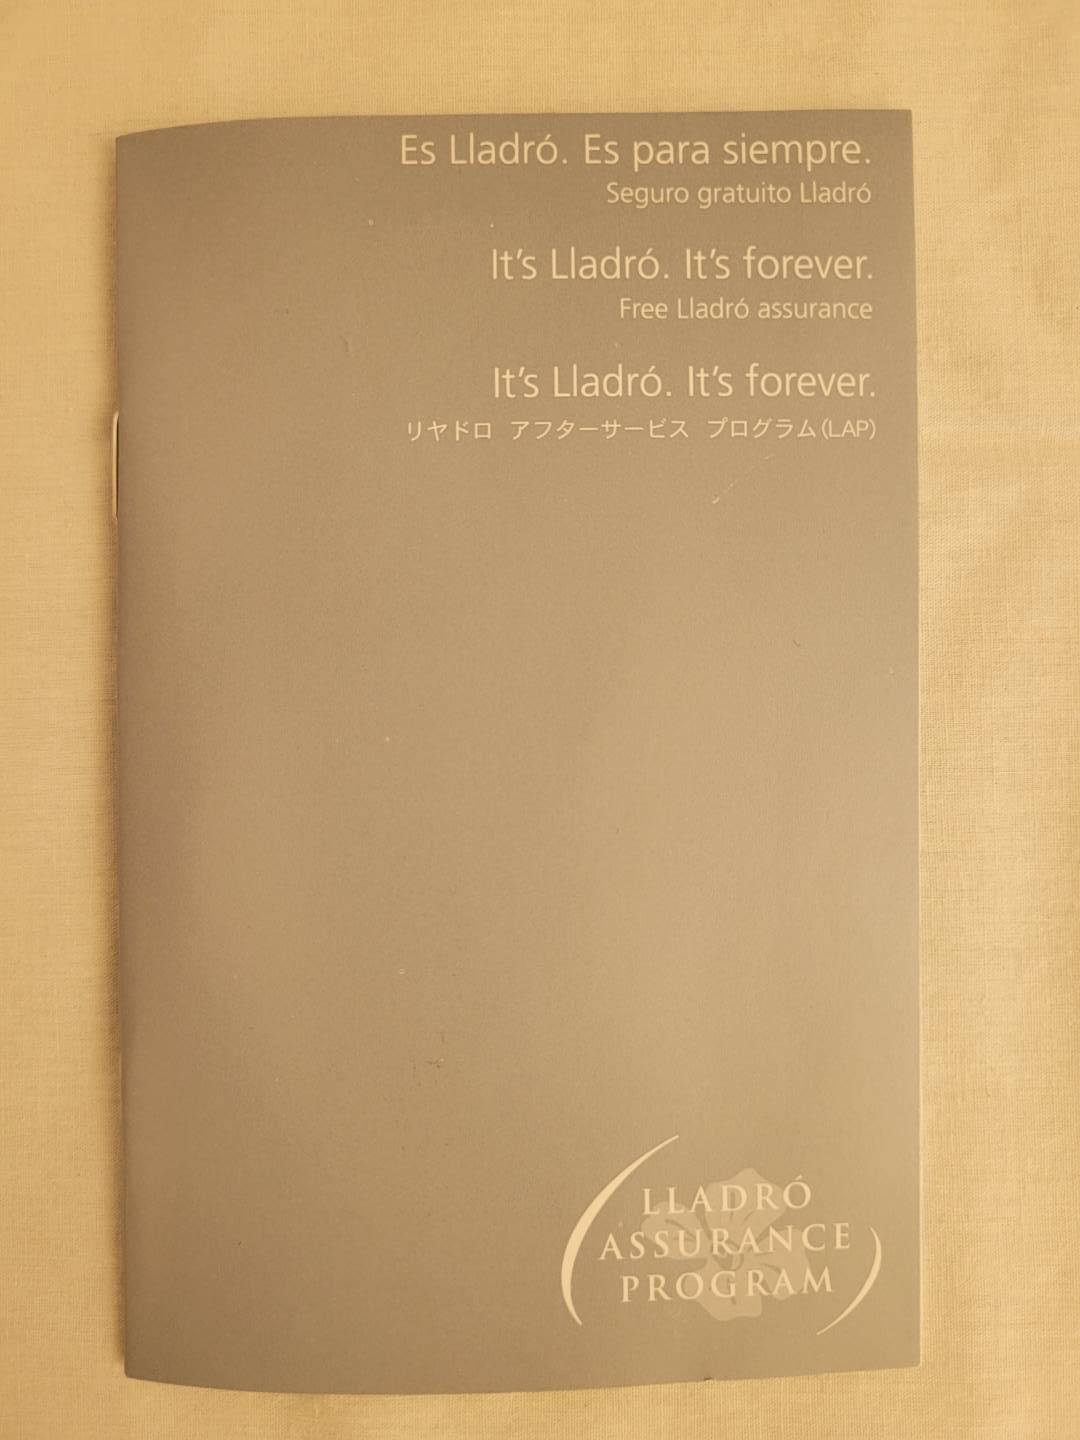 Es Lladró. Es para siempre.
Seguro gratuito Lladró
It's Lladró. It's forever.
Free Lladró assurance
It's Lladró. It's forever.
リヤドロ アフターサービス プログラム(LAP)
LLADRÓ
ASSURANCE
PROGRAM